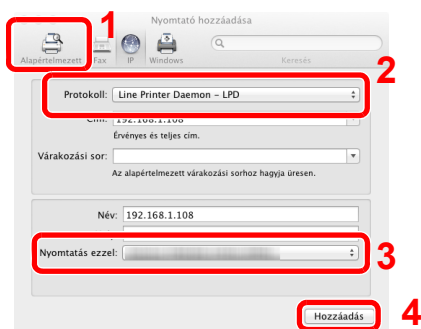 1
Nyomtató hozzáadása
Alapértelmezett Fax IP Windows Keresés
2
Protokoll: Line Printer Daemon – LPD
Cím: 192.168.1.108
Érvényes és teljes cím.
Várakozási sor:
Az alapértelmezett várakozási sorhoz hagyja üresen.
Név: 192.168.1.108
Nyomtatás ezzel:
3
Hozzáadás
4